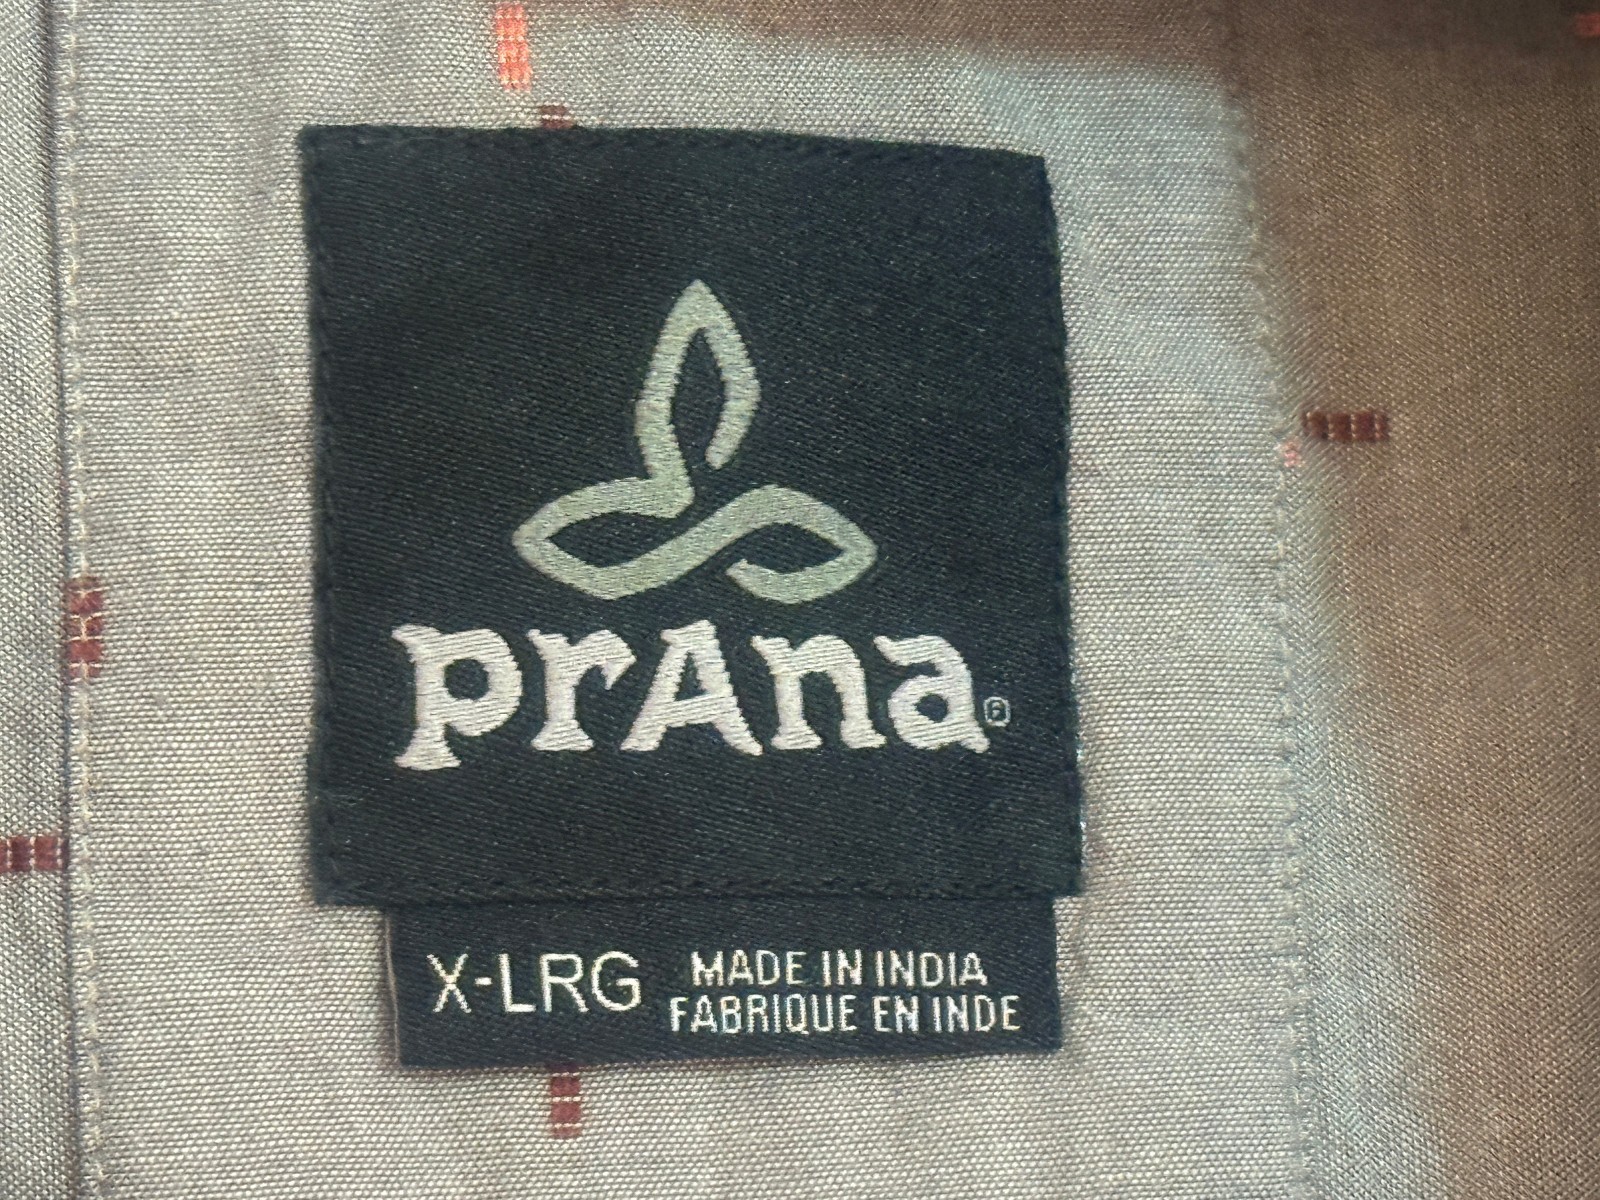 prAna®
X-LRG
MADE IN INDIA
FABRIQUE EN INDE